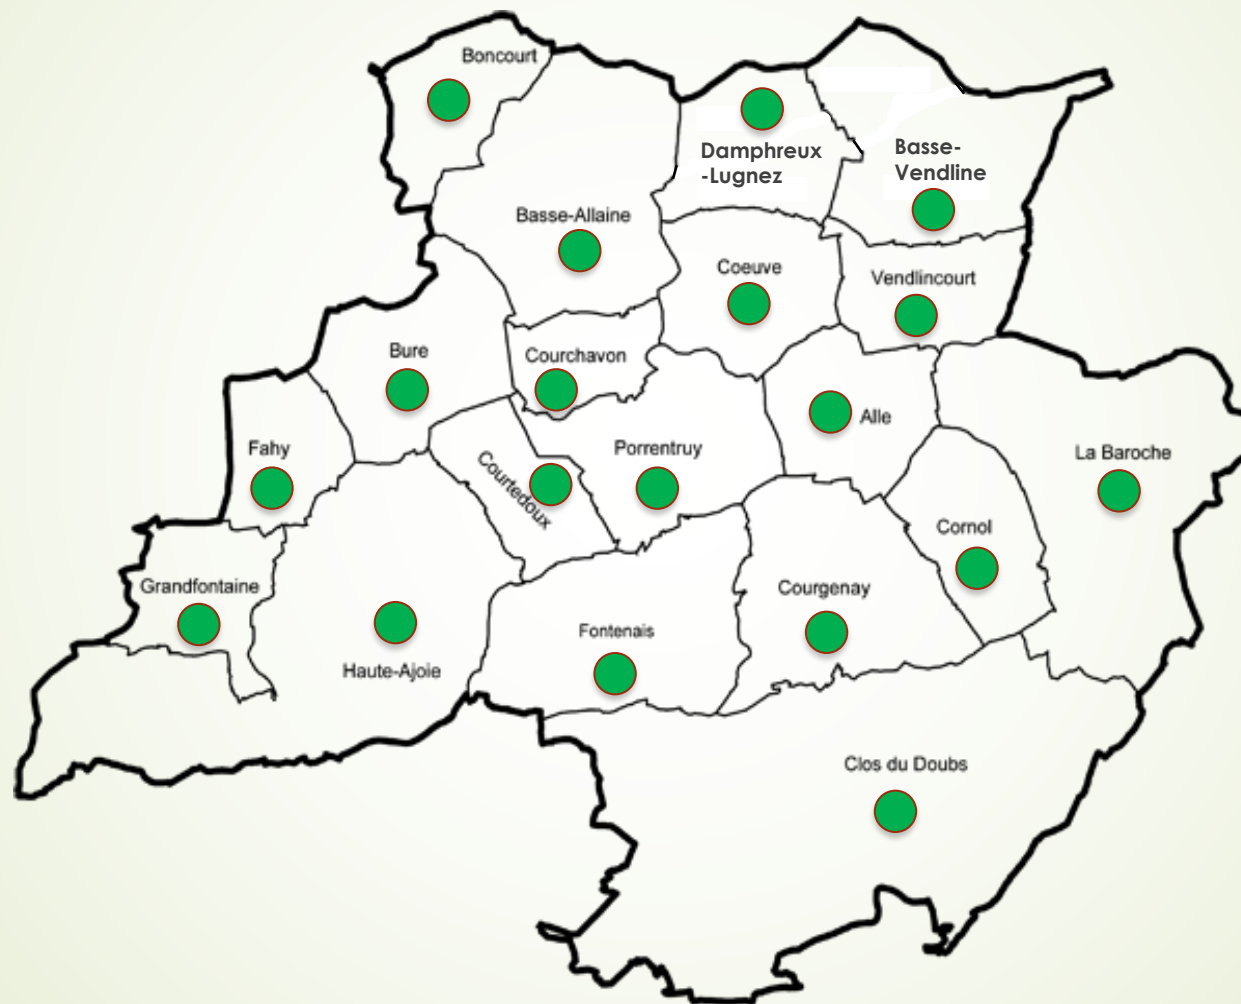 Boncourt
Damphreux
-Lugnez
Basse-
Vendline
Basse-Allaine
Coeuve
Vendlincourt
Bure
Courchavon
Alle
Fahy
Courtedoux
Porrentruy
La Baroche
Cornol
Grandfontaine
Courgenay
Fontenais
Haute-Ajoie
Clos du Doubs